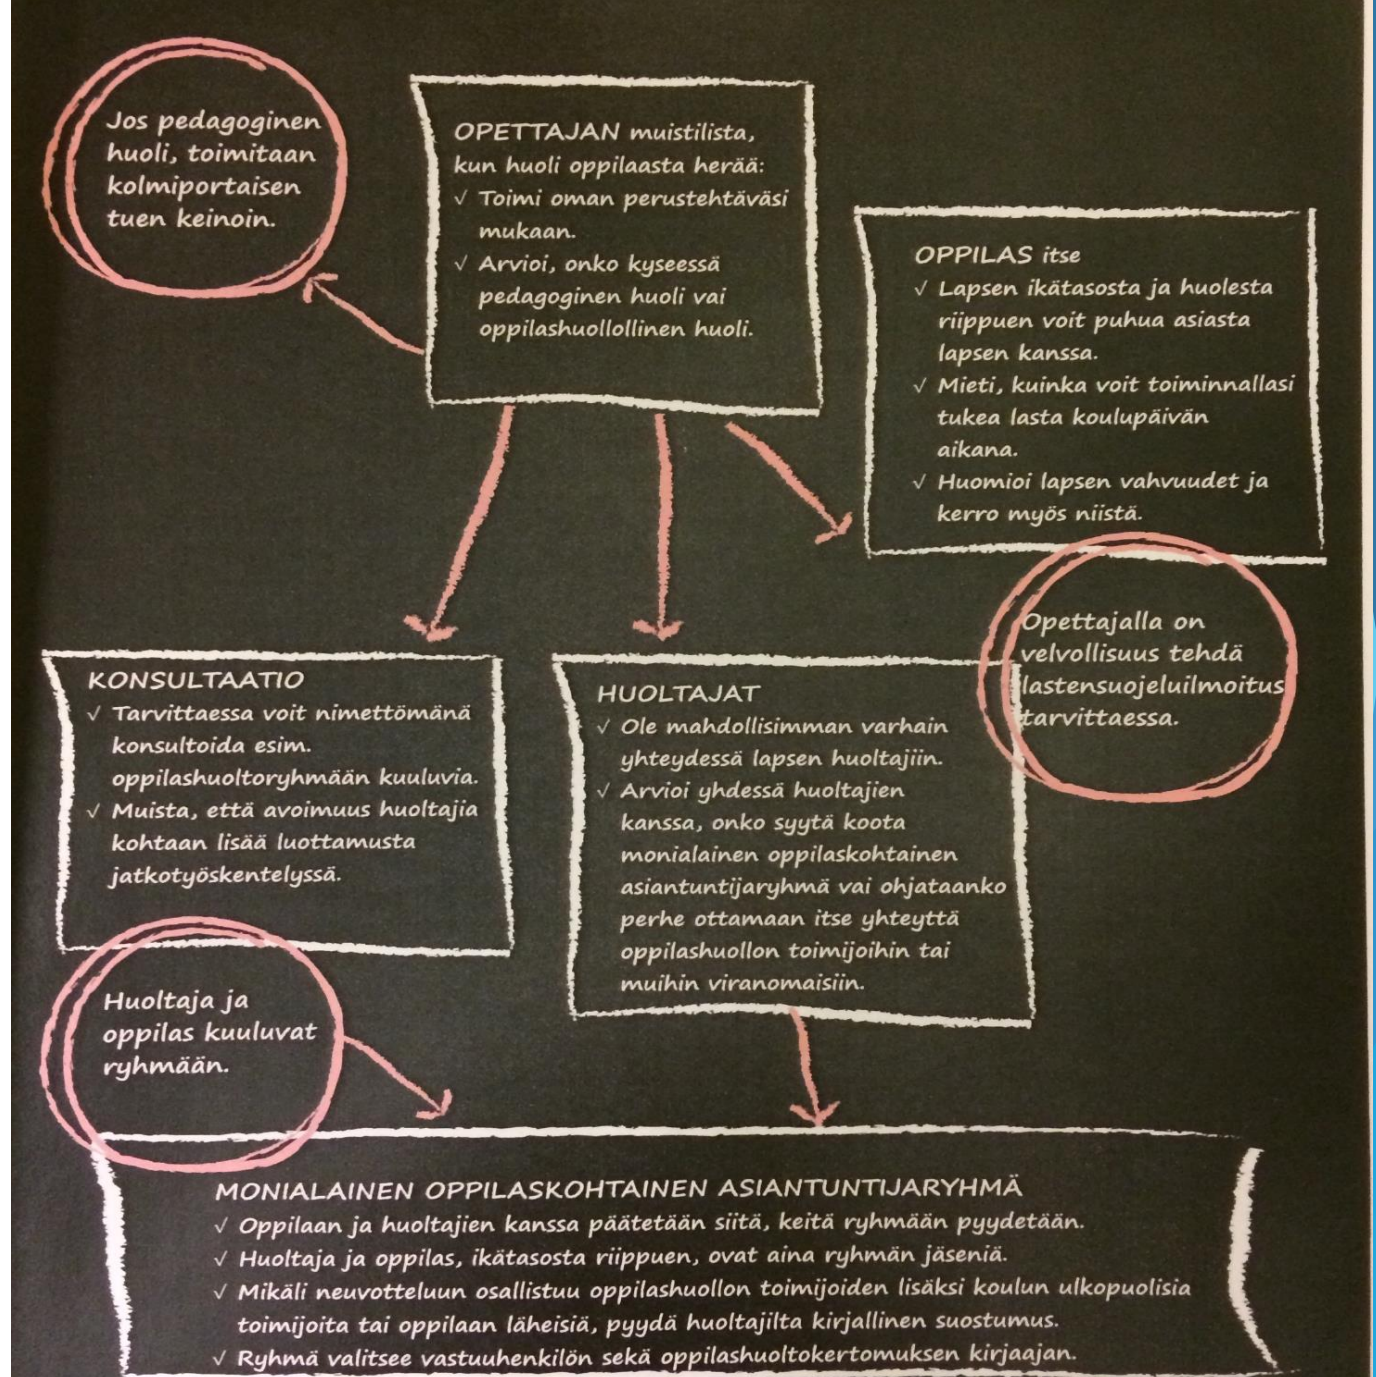 Jos pedagoginen
huoli, toimitaan
kolmiportaisen
tuen keinoin.
OPETTAJAN muistilista,
kun huoli oppilaasta herää:
√ Toimi oman perustehtäväsi
mukaan.
√ Arvioi, onko kyseessä
pedagoginen huoli vai
oppilashuollollinen huoli.
OPPILAS itse
√ Lapsen ikätasosta ja huolesta
riippuen voit puhua asiasta
lapsen kanssa.
√ Mieti, kuinka voit toiminnallasi
tukea lasta koulupäivän
aikana.
√ Huomioi lapsen vahvuudet ja
kerro myös niistä.
Opettajalla on
velvollisuus tehdä
lastensuojeluilmoitus
tarvittaessa.
KONSULTAATIO
√ Tarvittaessa voit nimettömänä
konsultoida esim.
oppilashuoltoryhmään kuuluvia.
√ Muista, että avoimuus huoltajia
kohtaan lisää luottamusta
jatkotyöskentelyssä.
HUOLTAJAT
√ Ole mahdollisimman varhain
yhteydessä lapsen huoltajiin.
√ Arvioi yhdessä huoltajien
kanssa, onko syytä koota
monialainen oppilaskohtainen
asiantuntijaryhmä vai ohjataanko
perhe ottamaan itse yhteyttä
oppilashuollon toimijoihin tai
muihin viranomaisiin.
Huoltaja ja
oppilas kuuluvat
ryhmään.
MONIALAINEN OPPILASKOHTAINEN ASIANTUNTIJARYHMÄ
√ Oppilaan ja huoltajien kanssa päätetään siitä, keitä ryhmään pyydetään.
√ Huoltaja ja oppilas, ikätasosta riippuen, ovat aina ryhmän jäseniä.
√ Mikäli neuvotteluun osallistuu oppilashuollon toimijoiden lisäksi koulun ulkopuolisia
toimijoita tai oppilaan läheisiä, pyydä huoltajilta kirjallinen suostumus.
√ Ryhmä valitsee vastuuhenkilön sekä oppilashuoltokertomuksen kirjaajan.